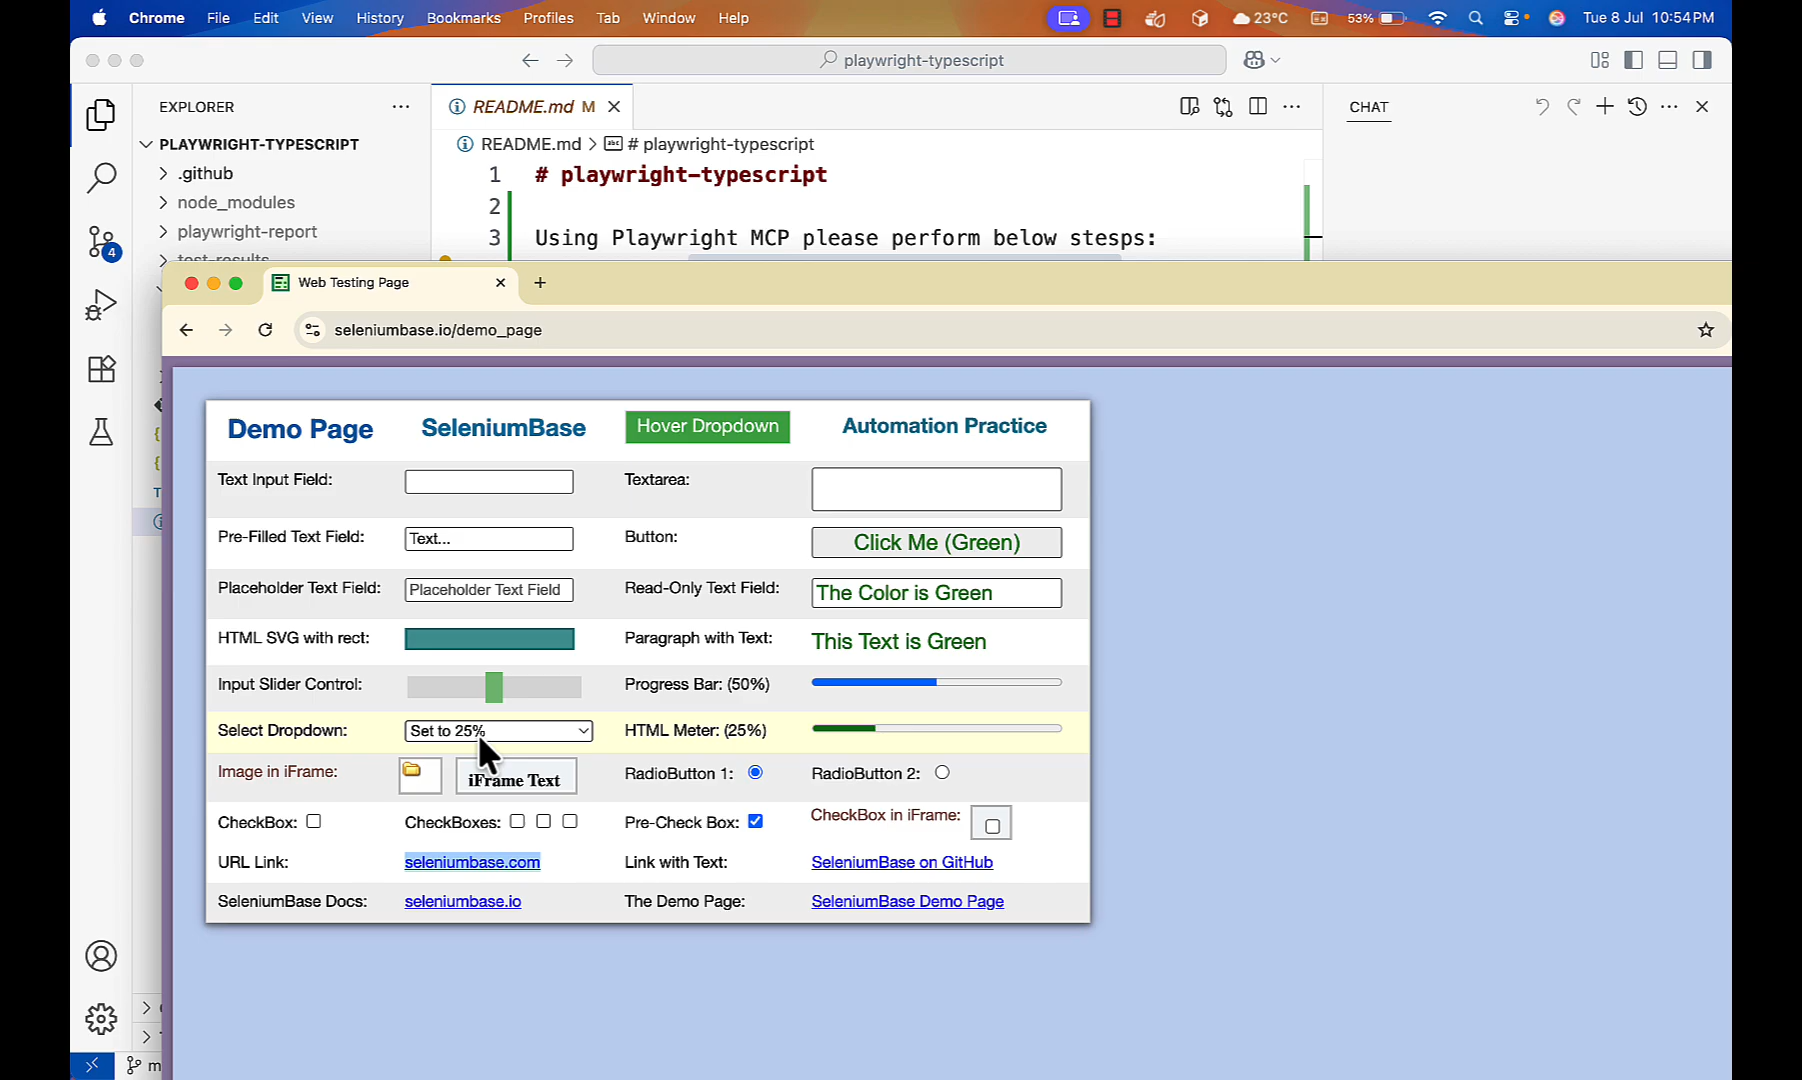 Chrome File Edit View History Bookmarks Profiles Tab Window Help 23°C 53% Tue 8 Jul 10:54 PM
playwright-typescript
EXPLORER
README.md M
CHAT
PLAYWRIGHT-TYPESCRIPT
README.md > # playwright-typescript
.github
1 # playwright-typescript
node_modules
2
playwright-report
3 Using Playwright MCP please perform below stesps:
test-results
4
Web Testing Page
seleniumbase.io/demo_page
Demo Page SeleniumBase Hover Dropdown Automation Practice
Text Input Field: Textarea:
Pre-Filled Text Field: Text... Button: Click Me (Green)
Placeholder Text Field: Placeholder Text Field Read-Only Text Field: The Color is Green
HTML SVG with rect: Paragraph with Text: This Text is Green
Input Slider Control: Progress Bar: (50%)
Select Dropdown: Set to 25% HTML Meter: (25%)
Image in iFrame: iFrame Text RadioButton 1: RadioButton 2:
CheckBox: CheckBoxes: Pre-Check Box: CheckBox in iFrame:
URL Link: seleniumbase.com Link with Text: SeleniumBase on GitHub
SeleniumBase Docs: seleniumbase.io The Demo Page: SeleniumBase Demo Page